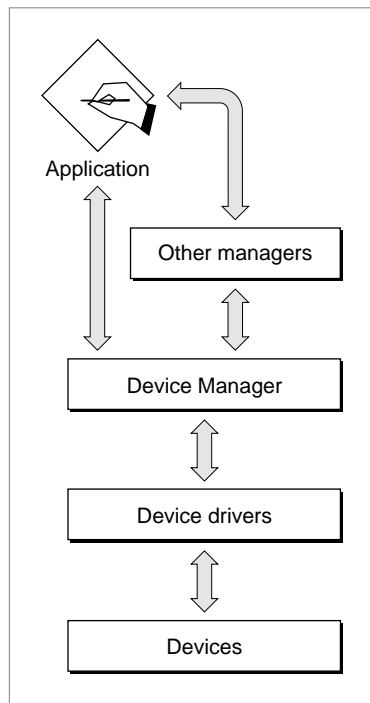 Application
Other managers
Device Manager
Device drivers
Devices